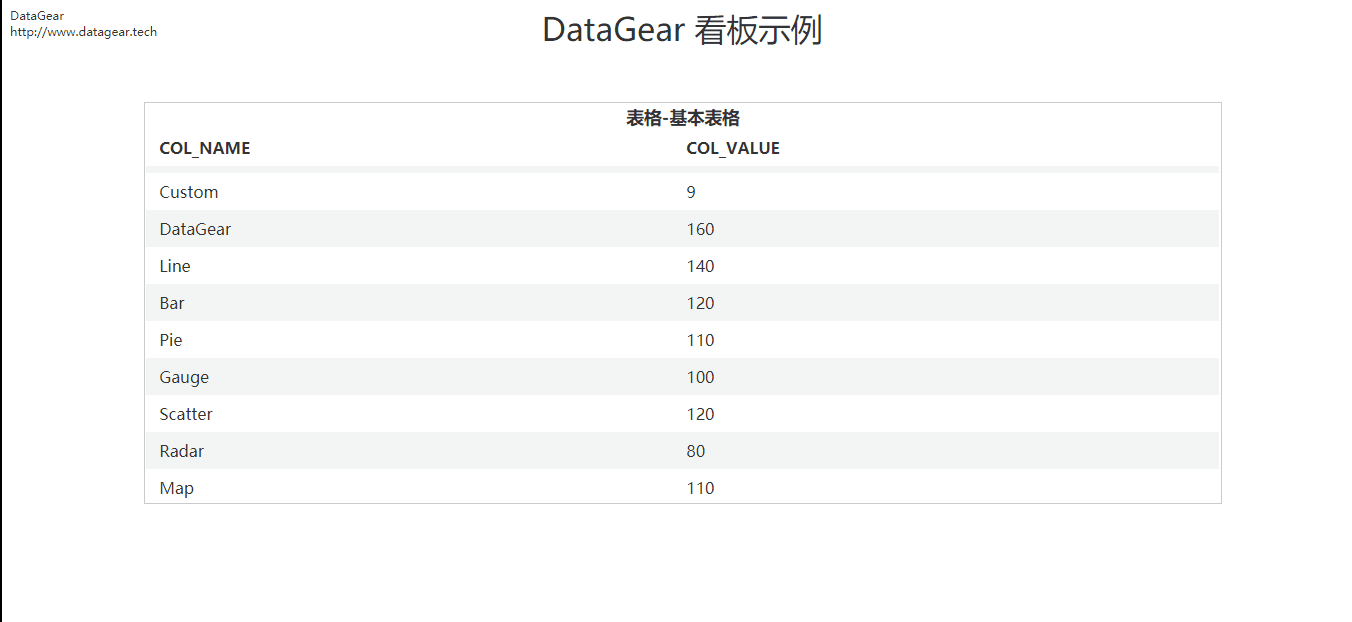 DataGear
http://www.datagear.tech
DataGear 看板示例
表格-基本表格
COL_NAME COL_VALUE
Custom 9
DataGear 160
Line 140
Bar 120
Pie 110
Gauge 100
Scatter 120
Radar 80
Map 110